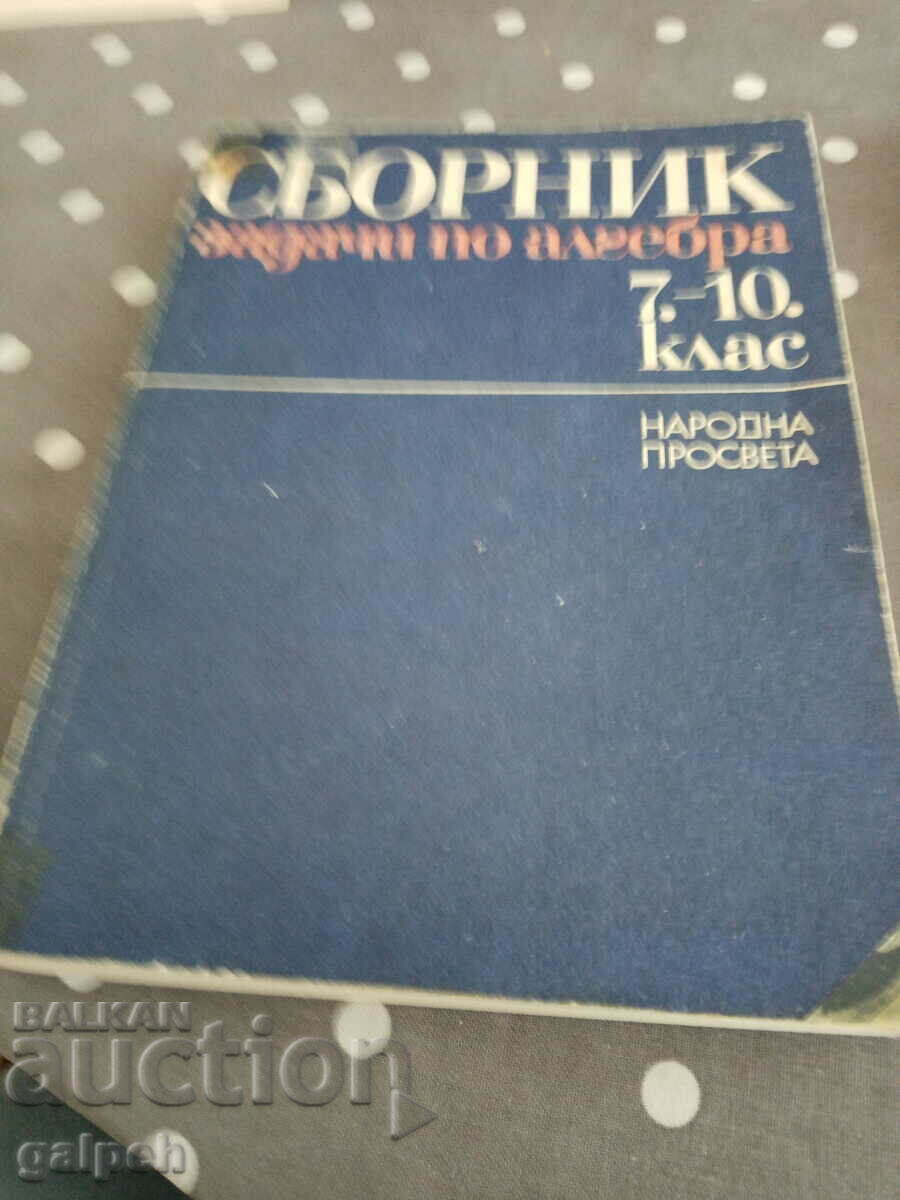 СБОРНИК
задачи по алгебра
7.-10.
клас
НАРОДНА
ПРОСВЕТА
BALKAN
auction
galpeh